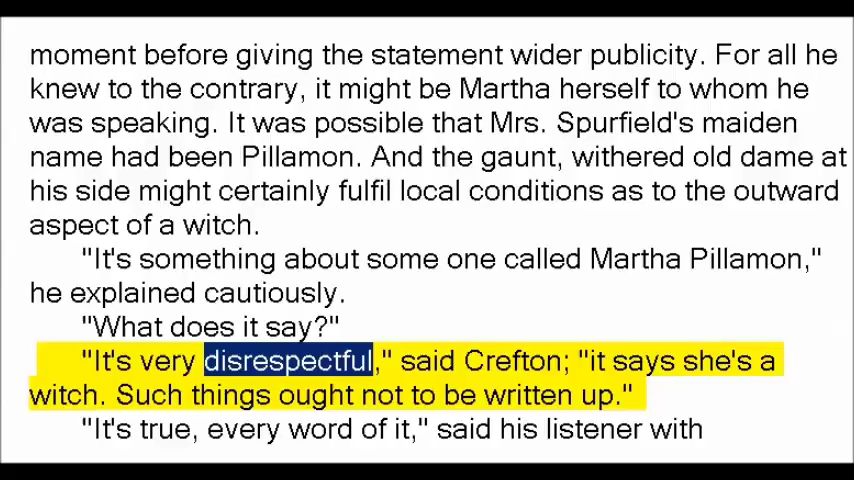 moment before giving the statement wider publicity. For all he
knew to the contrary, it might be Martha herself to whom he
was speaking. It was possible that Mrs. Spurfield's maiden
name had been Pillamon. And the gaunt, withered old dame at
his side might certainly fulfil local conditions as to the outward
aspect of a witch.
"It's something about some one called Martha Pillamon,"
he explained cautiously.
"What does it say?"
"It's very disrespectful," said Crefton; "it says she's a
witch. Such things ought not to be written up."
"It's true, every word of it," said his listener with